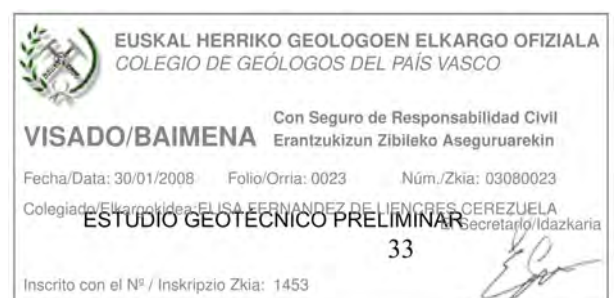 EUSKAL HERRIKO GEOLOGOEN ELKARGO OFIZIALA
COLEGIO DE GEÓLOGOS DEL PAÍS VASCO
VISADO/BAIMENA
Con Seguro de Responsabilidad Civil
Erantzukizun Zibileko Aseguruarekin
Fecha/Data: 30/01/2008 Folio/Orria: 0023 Núm./Zkia: 03080023
Colegiado/Elkargokidea: ELISA FERNANDEZ DE LIENCRES CEREZUELA
ESTUDIO GEOTÉCNICO PRELIMINAR
El Secretario/Idazkaria
33
Inscrito con el Nº / Inskripzio Zkia: 1453